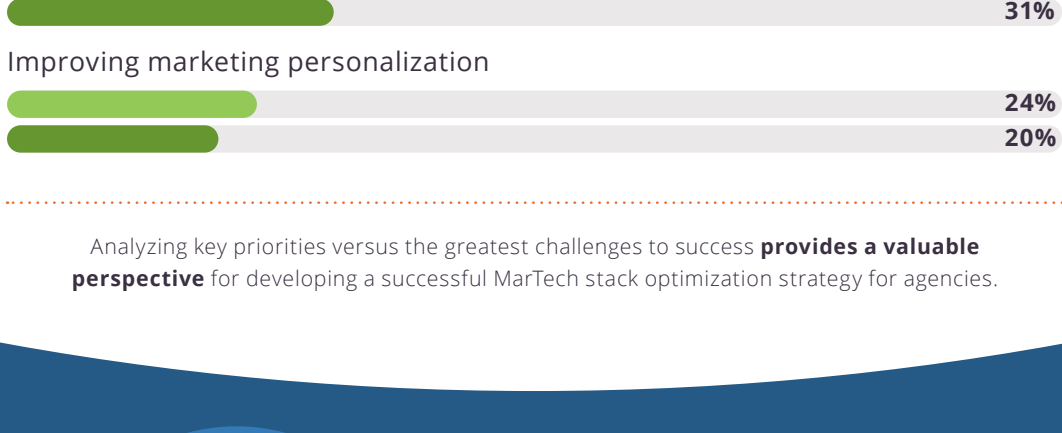 31%
Improving marketing personalization
24%
20%
Analyzing key priorities versus the greatest challenges to success provides a valuable
perspective for developing a successful MarTech stack optimization strategy for agencies.